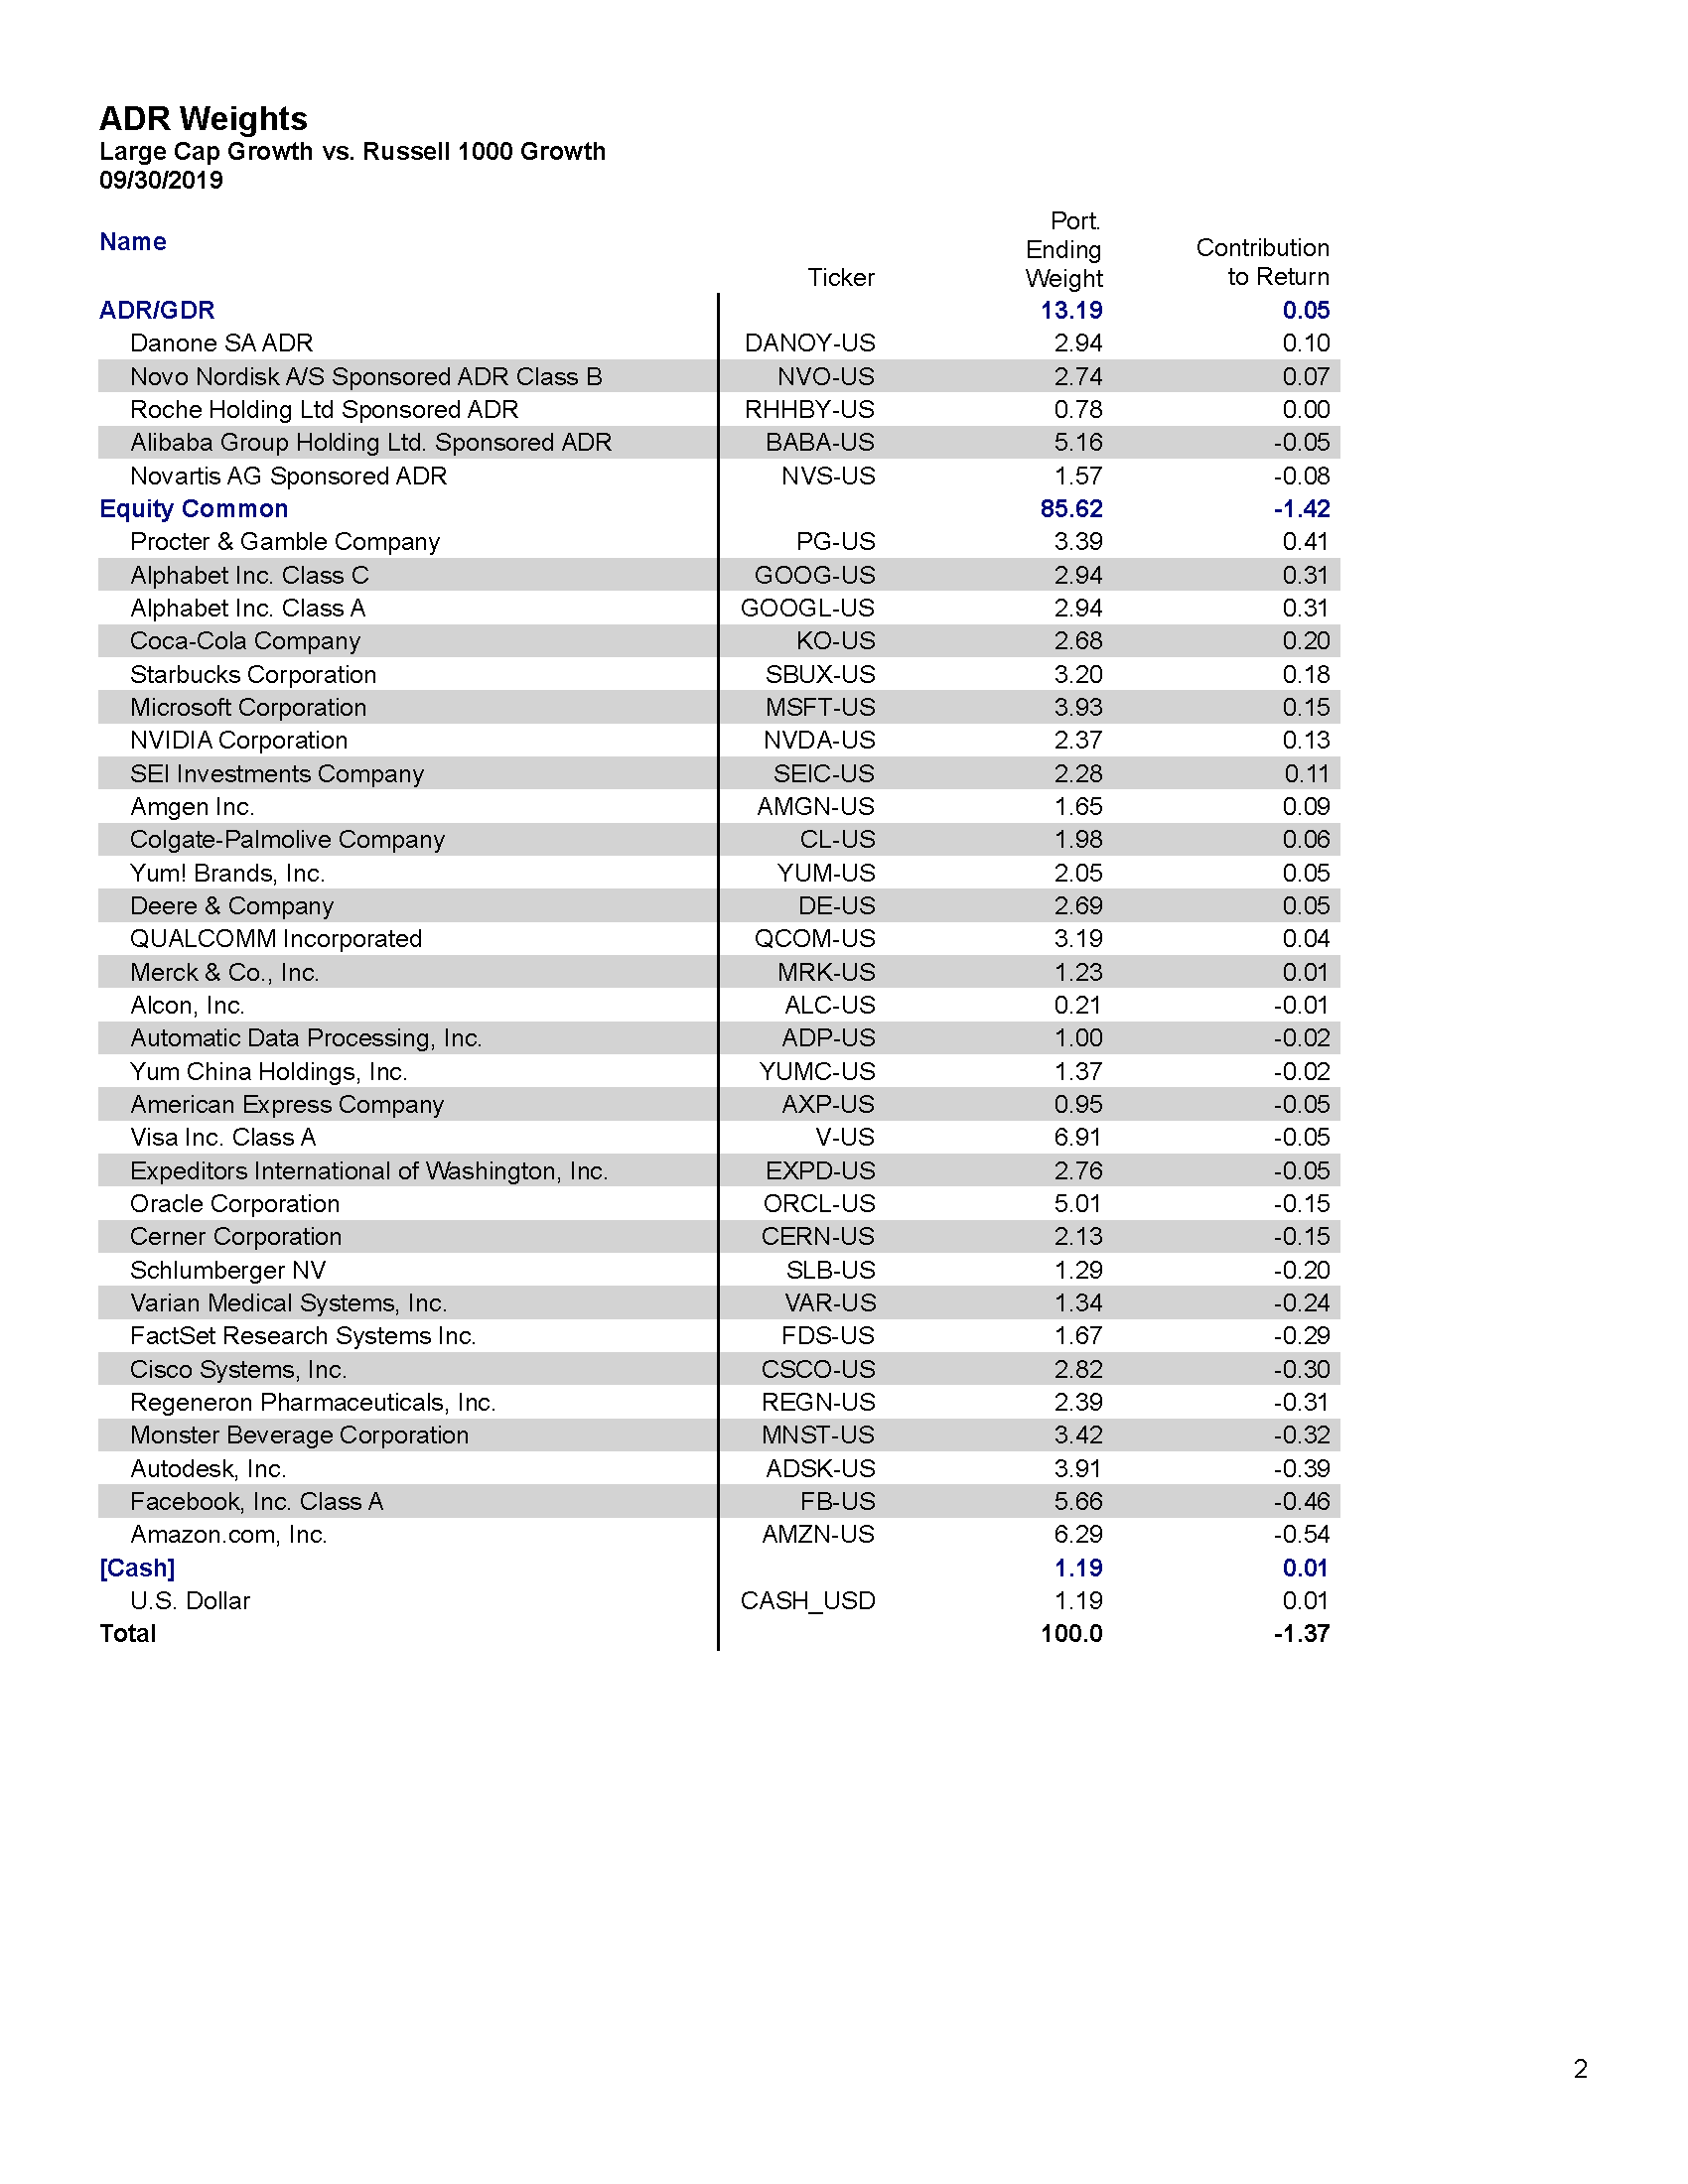 ADR Weights
Large Cap Growth vs. Russell 1000 Growth
09/30/2019
Name Ticker Port. Ending Weight Contribution to Return
ADR/GDR 13.19 0.05
Danone SA ADR DANOY-US 2.94 0.10
Novo Nordisk A/S Sponsored ADR Class B NVO-US 2.74 0.07
Roche Holding Ltd Sponsored ADR RHHBY-US 0.78 0.00
Alibaba Group Holding Ltd. Sponsored ADR BABA-US 5.16 -0.05
Novartis AG Sponsored ADR NVS-US 1.57 -0.08
Equity Common 85.62 -1.42
Procter & Gamble Company PG-US 3.39 0.41
Alphabet Inc. Class C GOOG-US 2.94 0.31
Alphabet Inc. Class A GOOGL-US 2.94 0.31
Coca-Cola Company KO-US 2.68 0.20
Starbucks Corporation SBUX-US 3.20 0.18
Microsoft Corporation MSFT-US 3.93 0.15
NVIDIA Corporation NVDA-US 2.37 0.13
SEI Investments Company SEIC-US 2.28 0.11
Amgen Inc. AMGN-US 1.65 0.09
Colgate-Palmolive Company CL-US 1.98 0.06
Yum! Brands, Inc. YUM-US 2.05 0.05
Deere & Company DE-US 2.69 0.05
QUALCOMM Incorporated QCOM-US 3.19 0.04
Merck & Co., Inc. MRK-US 1.23 0.01
Alcon, Inc. ALC-US 0.21 -0.01
Automatic Data Processing, Inc. ADP-US 1.00 -0.02
Yum China Holdings, Inc. YUMC-US 1.37 -0.02
American Express Company AXP-US 0.95 -0.05
Visa Inc. Class A V-US 6.91 -0.05
Expeditors International of Washington, Inc. EXPD-US 2.76 -0.05
Oracle Corporation ORCL-US 5.01 -0.15
Cerner Corporation CERN-US 2.13 -0.15
Schlumberger NV SLB-US 1.29 -0.20
Varian Medical Systems, Inc. VAR-US 1.34 -0.24
FactSet Research Systems Inc. FDS-US 1.67 -0.29
Cisco Systems, Inc. CSCO-US 2.82 -0.30
Regeneron Pharmaceuticals, Inc. REGN-US 2.39 -0.31
Monster Beverage Corporation MNST-US 3.42 -0.32
Autodesk, Inc. ADSK-US 3.91 -0.39
Facebook, Inc. Class A FB-US 5.66 -0.46
Amazon.com, Inc. AMZN-US 6.29 -0.54
[Cash] 1.19 0.01
U.S. Dollar CASH_USD 1.19 0.01
Total 100.0 -1.37
2